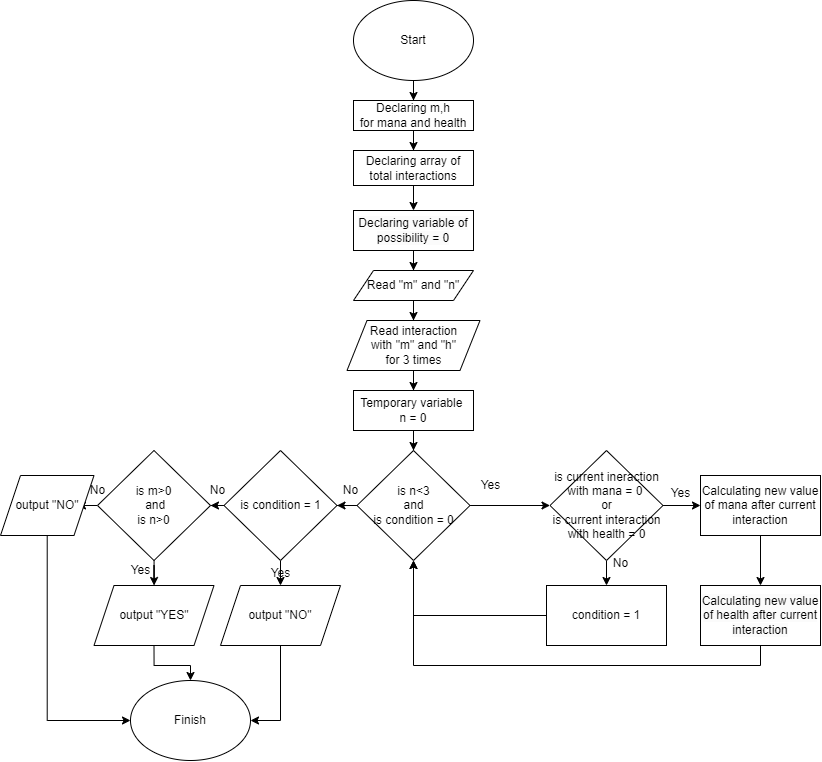 Start
Declaring m,h
for mana and health
Declaring array of
total interactions
Declaring variable of
possibility = 0
Read "m" and "n"
Read interaction
with "m" and "h"
for 3 times
Temporary variable
n = 0
is n<3
and
is condition = 0
Yes
No
is current ineraction
with mana = 0
or
is current interaction
with health = 0
Yes
No
Calculating new value
of mana after current
interaction
Calculating new value
of health after current
interaction
condition = 1
is condition = 1
No
Yes
is m>0
and
is n>0
No
Yes
output "NO"
output "YES"
output "NO"
Finish